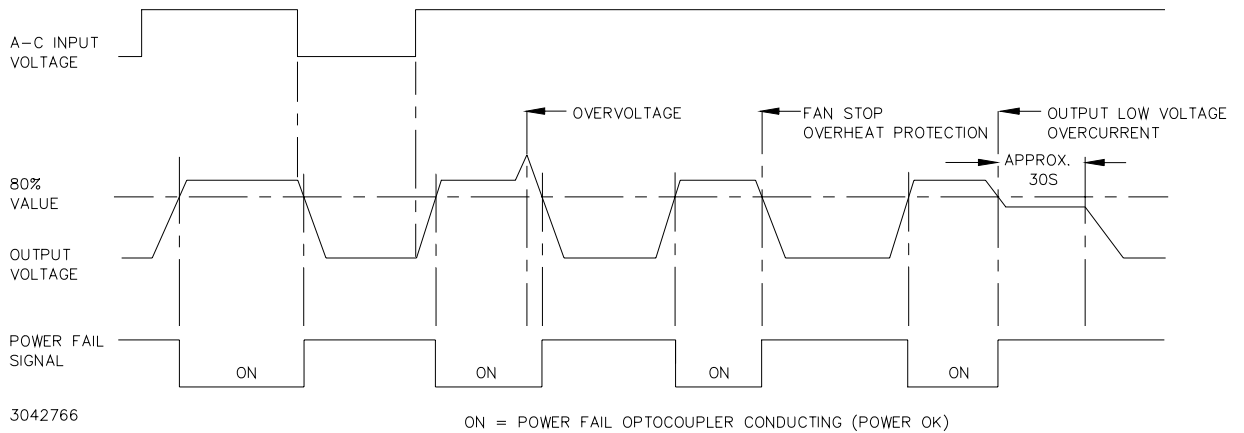 A-C INPUT
VOLTAGE
OVERVOLTAGE
FAN STOP
OVERHEAT PROTECTION
OUTPUT LOW VOLTAGE
OVERCURRENT
APPROX.
30S
80%
VALUE
OUTPUT
VOLTAGE
POWER FAIL
SIGNAL
ON
ON
ON
ON
3042766
ON = POWER FAIL OPTOCOUPLER CONDUCTING (POWER OK)